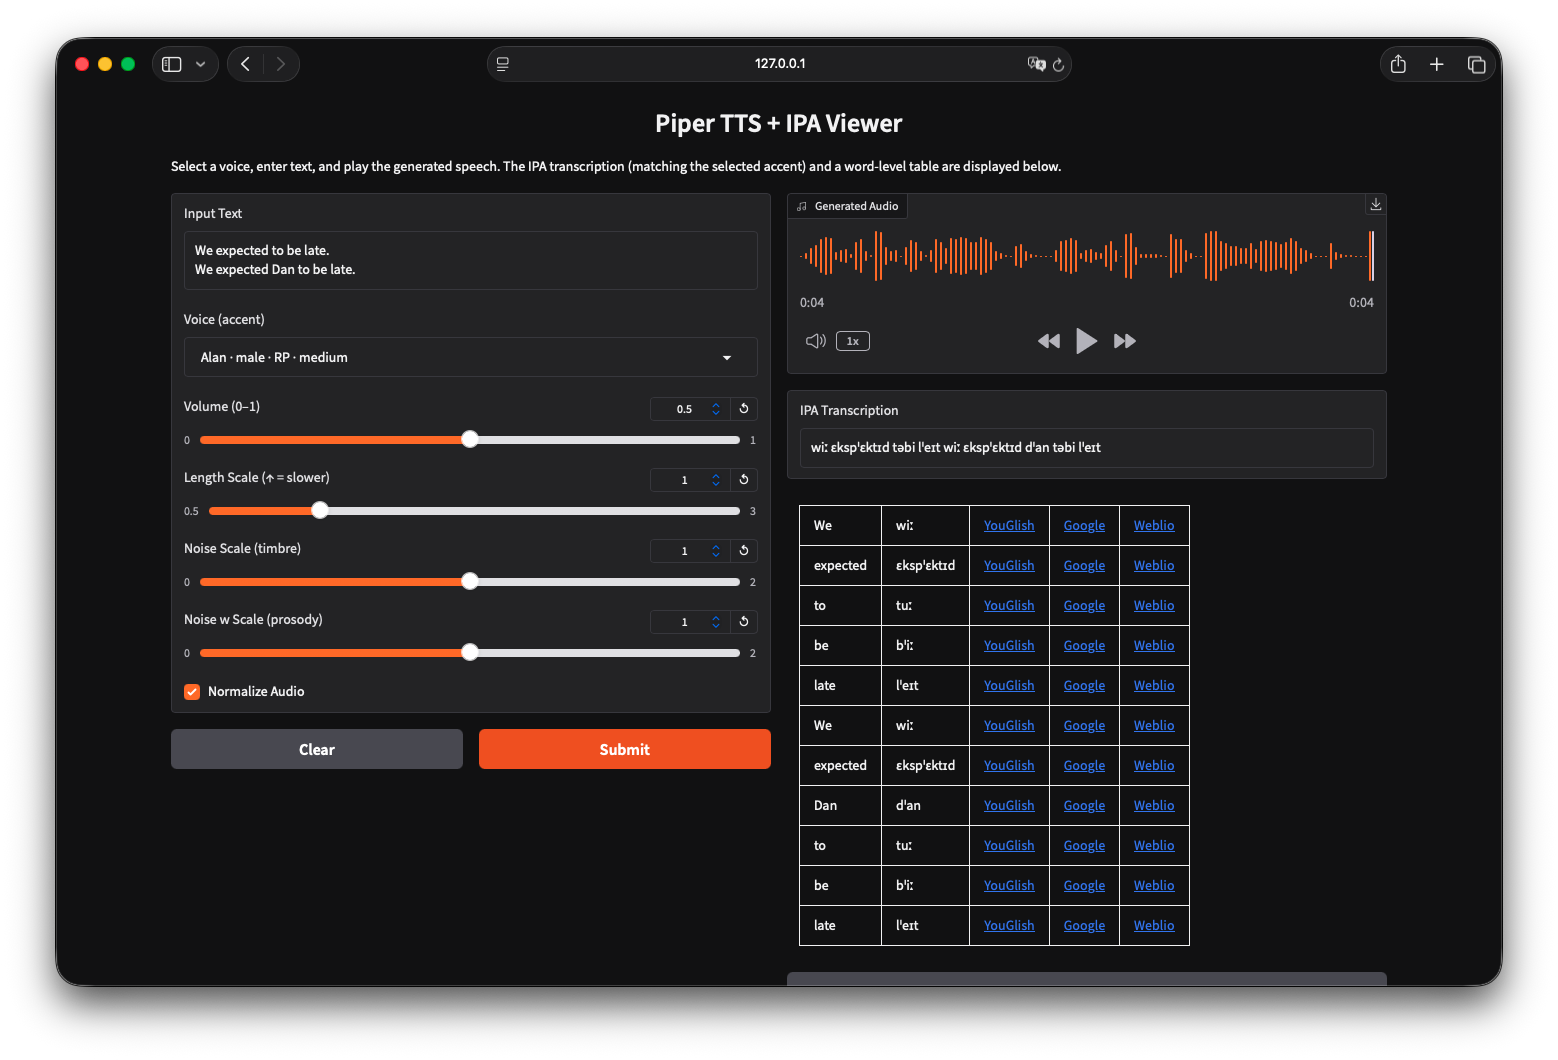 127.0.0.1
Piper TTS + IPA Viewer
Select a voice, enter text, and play the generated speech. The IPA transcription (matching the selected accent) and a word-level table are displayed below.
Input Text
We expected to be late.
We expected Dan to be late.
Voice (accent)
Alan · male · RP · medium
Volume (0–1)
0.5
0
1
Length Scale (↑ = slower)
1
0.5
3
Noise Scale (timbre)
1
0
2
Noise w Scale (prosody)
1
0
2
Normalize Audio
Clear
Submit
Generated Audio
0:04
0:04
1x
IPA Transcription
wiː ɛksp'ɛktɪd təbi l'eɪt wiː ɛksp'ɛktɪd d'an təbi l'eɪt
We wiː YouGlish Google Weblio
expected ɛksp'ɛktɪd YouGlish Google Weblio
to tuː YouGlish Google Weblio
be b'iː YouGlish Google Weblio
late l'eɪt YouGlish Google Weblio
We wiː YouGlish Google Weblio
expected ɛksp'ɛktɪd YouGlish Google Weblio
Dan d'an YouGlish Google Weblio
to tuː YouGlish Google Weblio
be b'iː YouGlish Google Weblio
late l'eɪt YouGlish Google Weblio